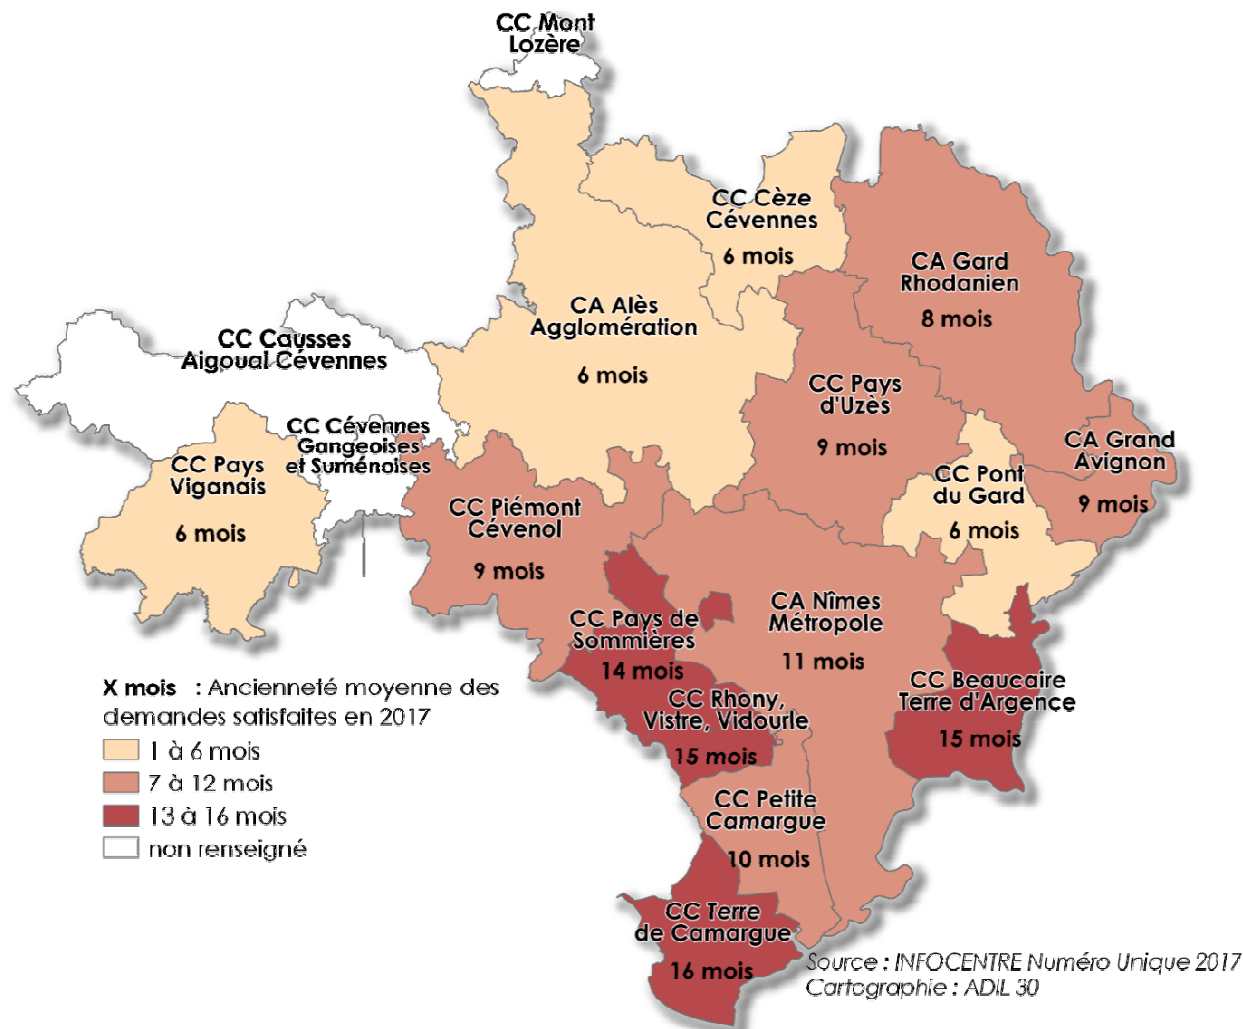 CC Mont
Lozère
CC Cèze
Cévennes
6 mois
CA Gard
Rhodanien
8 mois
CA Alès
Agglomération
6 mois
CC Causses
Aigoual Cévennes
CC Pays
d'Uzès
9 mois
CC Cévennes
Gangeoises
et Suménoises
CA Grand
Avignon
9 mois
CC Pays
Viganais
6 mois
CC Pont
du Gard
6 mois
CC Piémont
Cévenol
9 mois
CA Nîmes
Métropole
11 mois
CC Pays de
Sommières
14 mois
CC Beaucaire
Terre d'Argence
15 mois
CC Rhony,
Vistre, Vidourle
15 mois
CC Petite
Camargue
10 mois
CC Terre
de Camargue
16 mois
X mois : Ancienneté moyenne des
demandes satisfaites en 2017
1 à 6 mois
7 à 12 mois
13 à 16 mois
non renseigné
Source : INFOCENTRE Numéro Unique 2017
Cartographie : ADIL 30